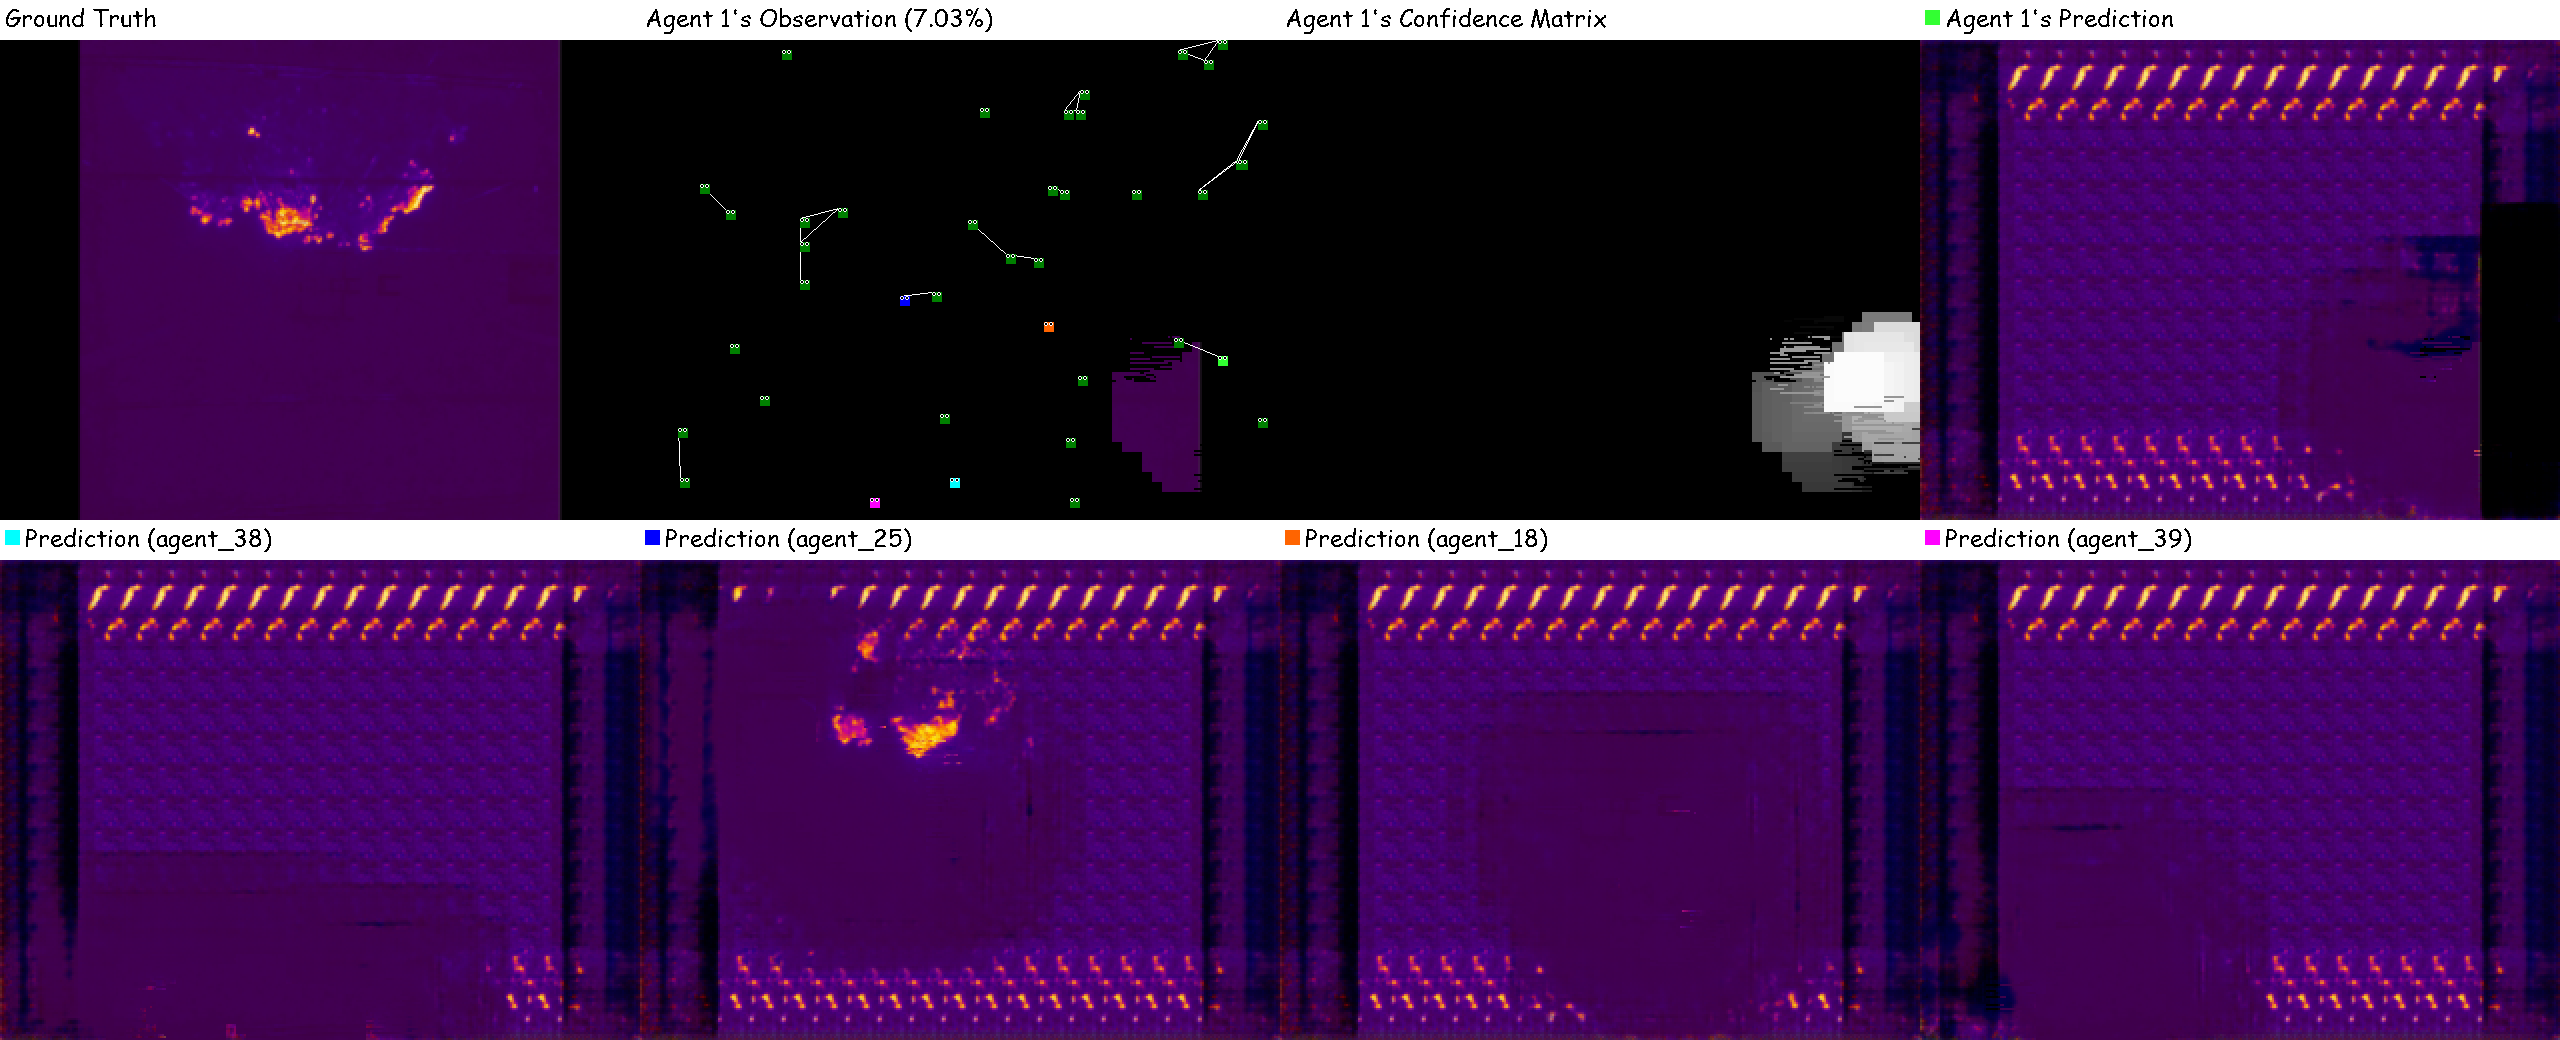 Ground Truth
Agent 1's Observation (7.03%)
Agent 1's Confidence Matrix
Agent 1's Prediction
Prediction (agent_38)
Prediction (agent_25)
Prediction (agent_18)
Prediction (agent_39)